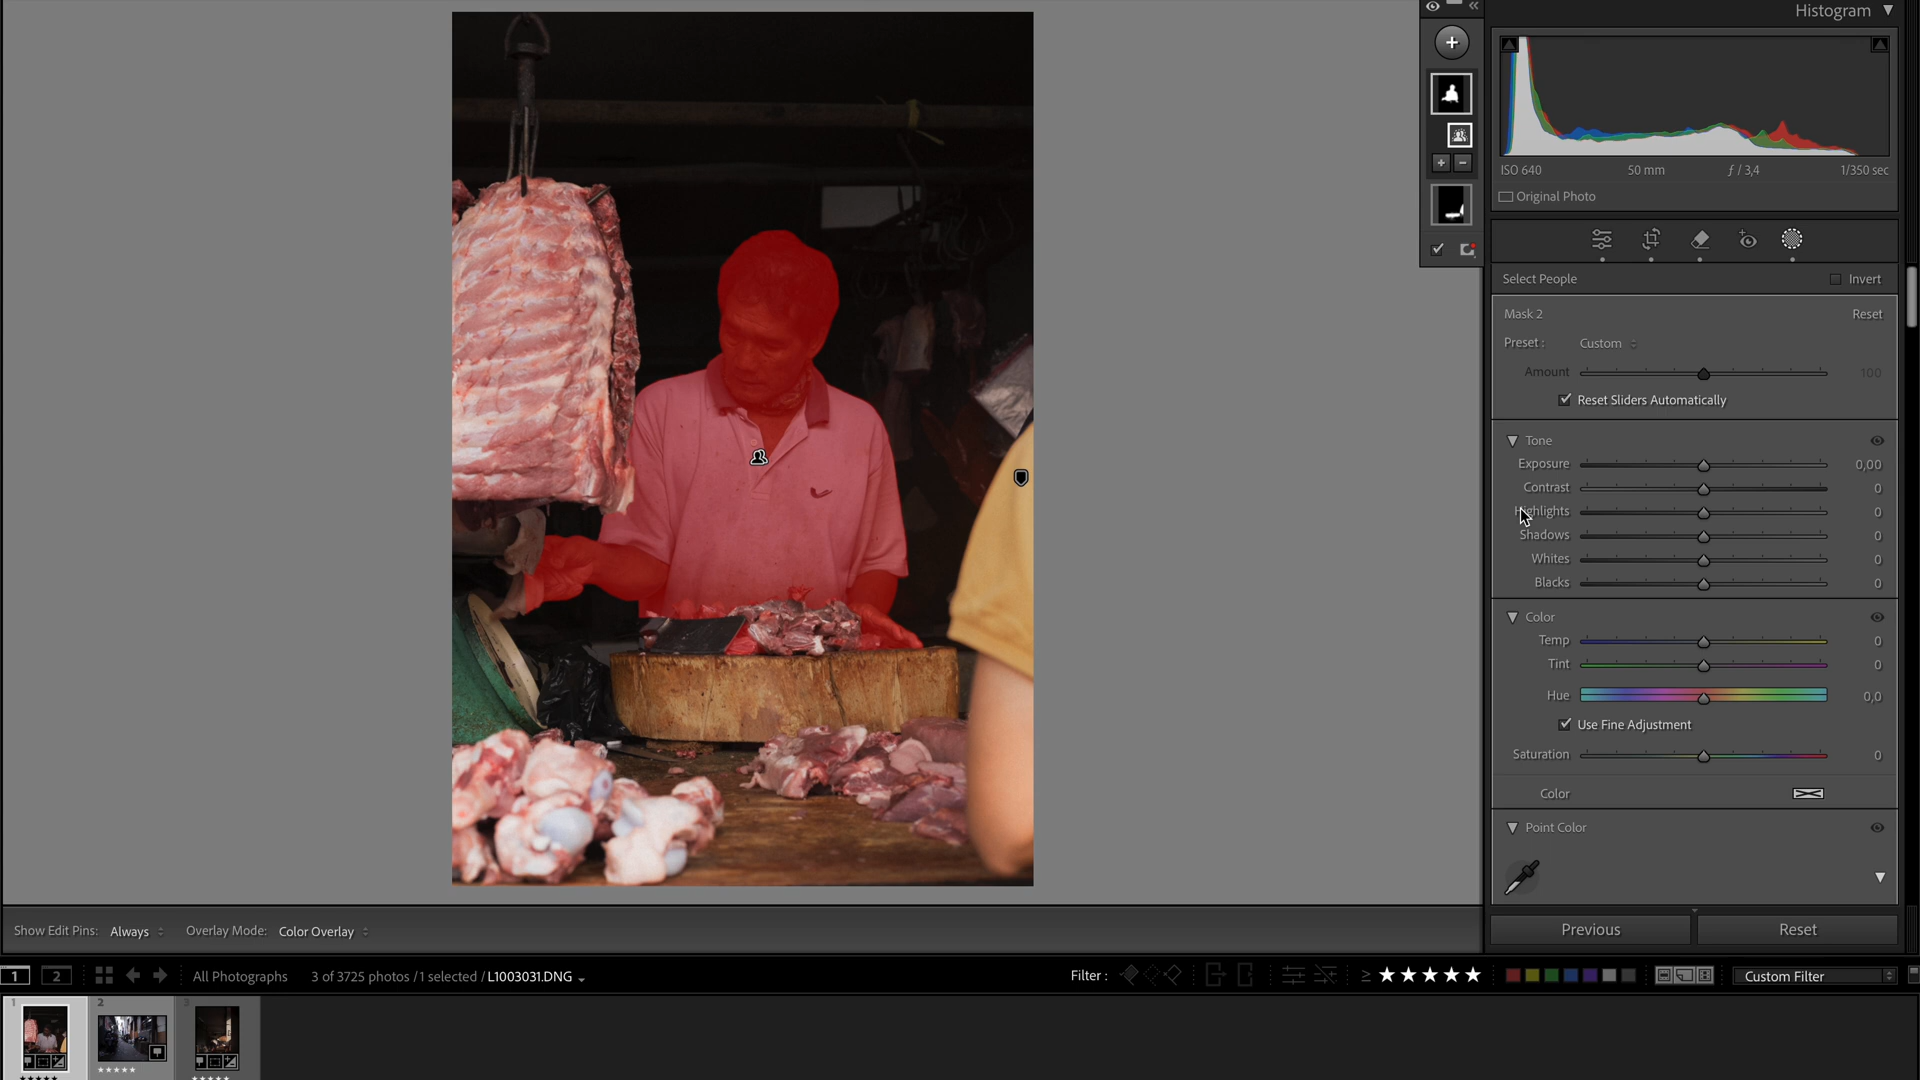 Histogram
ISO 640 50 mm ƒ / 3,4 1/350 sec
Original Photo
Select People Invert
Mask 2 Reset
Preset : Custom
Amount 100
Reset Sliders Automatically
Tone
Exposure 0,00
Contrast 0
Highlights 0
Shadows 0
Whites 0
Blacks 0
Color
Temp 0
Tint 0
Hue 0,0
Use Fine Adjustment
Saturation 0
Color
Point Color
Previous Reset
Show Edit Pins: Always Overlay Mode: Color Overlay
1 2 All Photographs 3 of 3725 photos /1 selected / L1003031.DNG Filter : ≥ ★★★★★ Custom Filter
1 2 3
★★★★★ ★★★★★ ★★★★★